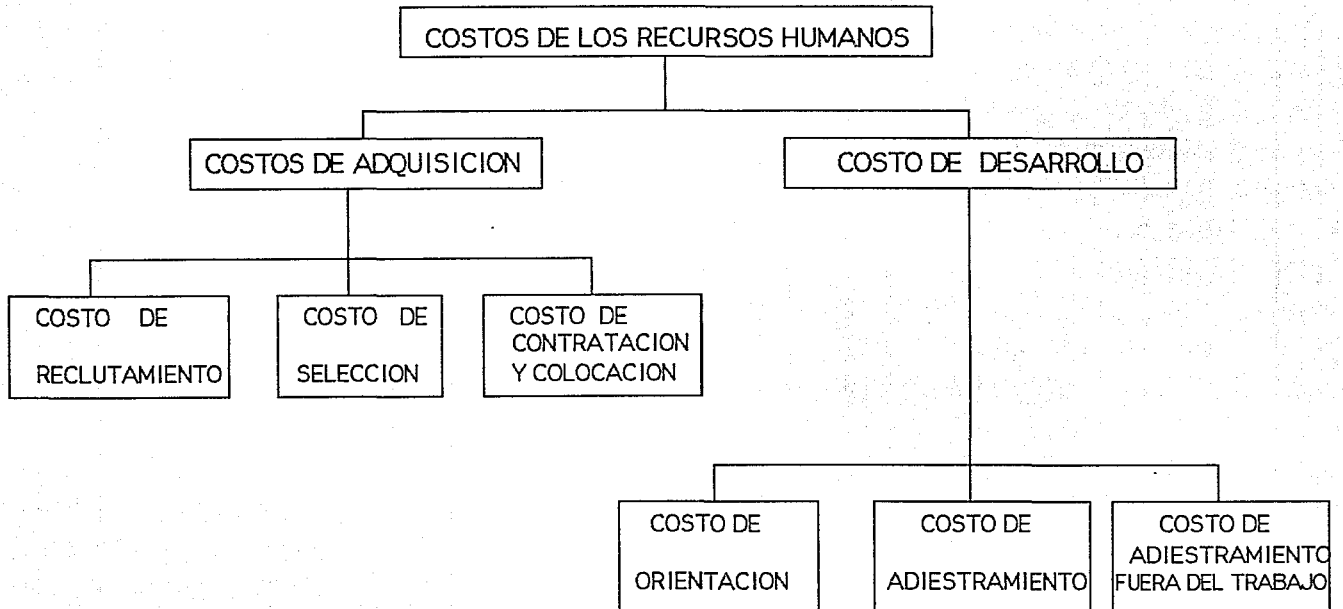 COSTOS DE LOS RECURSOS HUMANOS
COSTOS DE ADQUISICION
COSTO DE DESARROLLO
COSTO DE
RECLUTAMIENTO
COSTO DE
SELECCION
COSTO DE
CONTRATACION
Y COLOCACION
COSTO DE
ORIENTACION
COSTO DE
ADIESTRAMIENTO
COSTO DE
ADIESTRAMIENTO
FUERA DEL TRABAJO